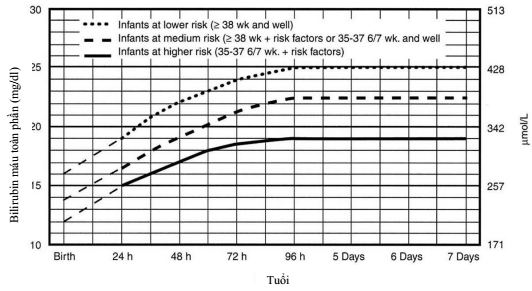 30
25
20
15
10
Bilirubin máu toàn phần (mg/dl)
Infants at lower risk (≥ 38 wk and well)
Infants at medium risk (≥ 38 wk + risk factors or 35-37 6/7 wk. and well
Infants at higher risk (35-37 6/7 wk. + risk factors)
513
428
342
257
171
µmol/L
Birth 24 h 48 h 72 h 96 h 5 Days 6 Days 7 Days
Tuổi